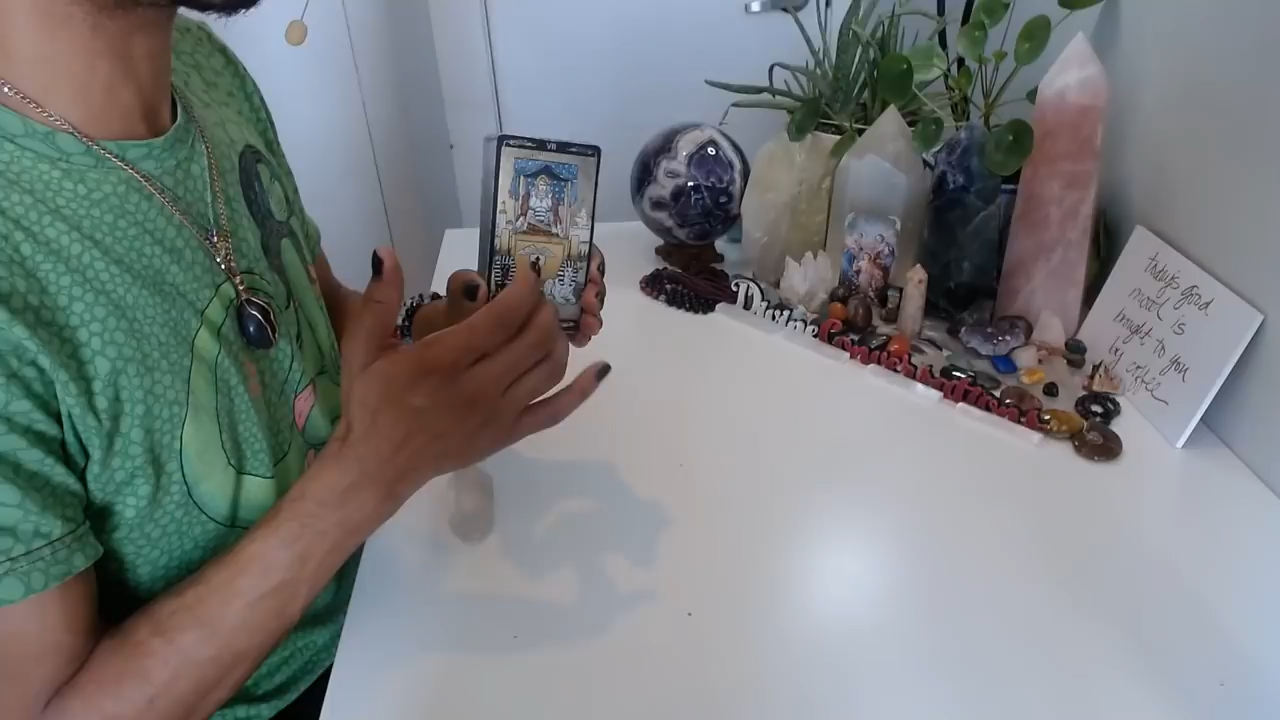 VII
Divine Conversations
today's good
mood is
brought to you
by coffee